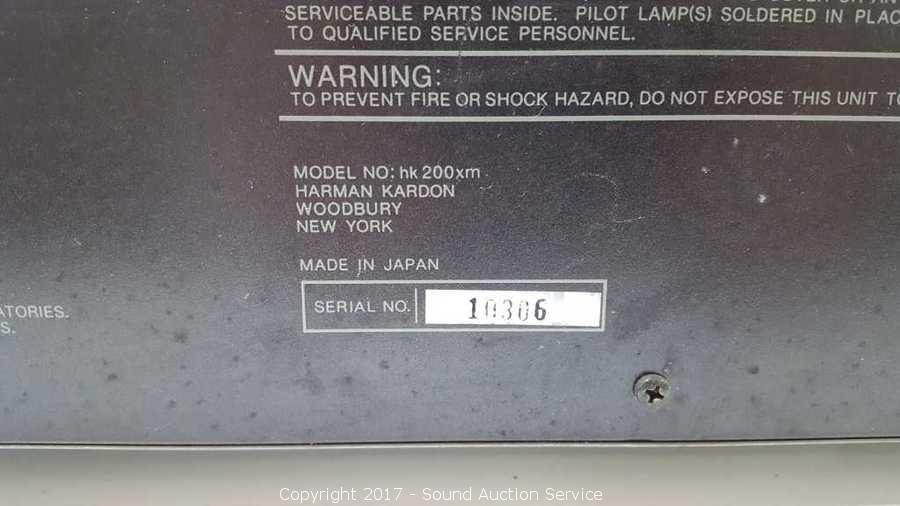 SERVICEABLE PARTS INSIDE. PILOT LAMP(S) SOLDERED IN PLAC
TO QUALIFIED SERVICE PERSONNEL.
WARNING:
TO PREVENT FIRE OR SHOCK HAZARD, DO NOT EXPOSE THIS UNIT TO
MODEL NO: hk 200xm
HARMAN KARDON
WOODBURY
NEW YORK
MADE IN JAPAN
ATORIES.
S.
SERIAL NO. 10306
Copyright 2017 - Sound Auction Service